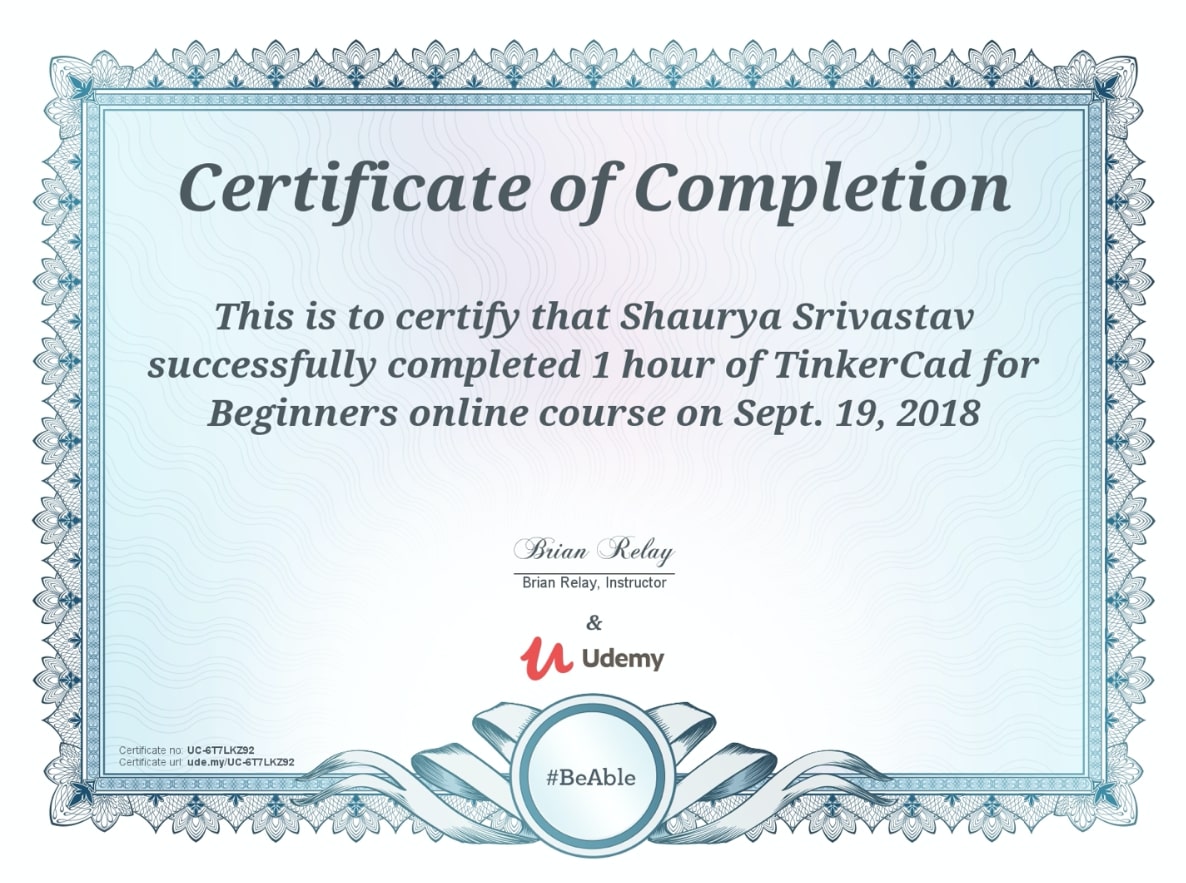 Certificate of Completion
This is to certify that Shaurya Srivastav
successfully completed 1 hour of TinkerCad for
Beginners online course on Sept. 19, 2018
Brian Relay
Brian Relay, Instructor
&
Udemy
#BeAble
Certificate no: UC-6T7LKZ92
Certificate url: ude.my/UC-6T7LKZ92